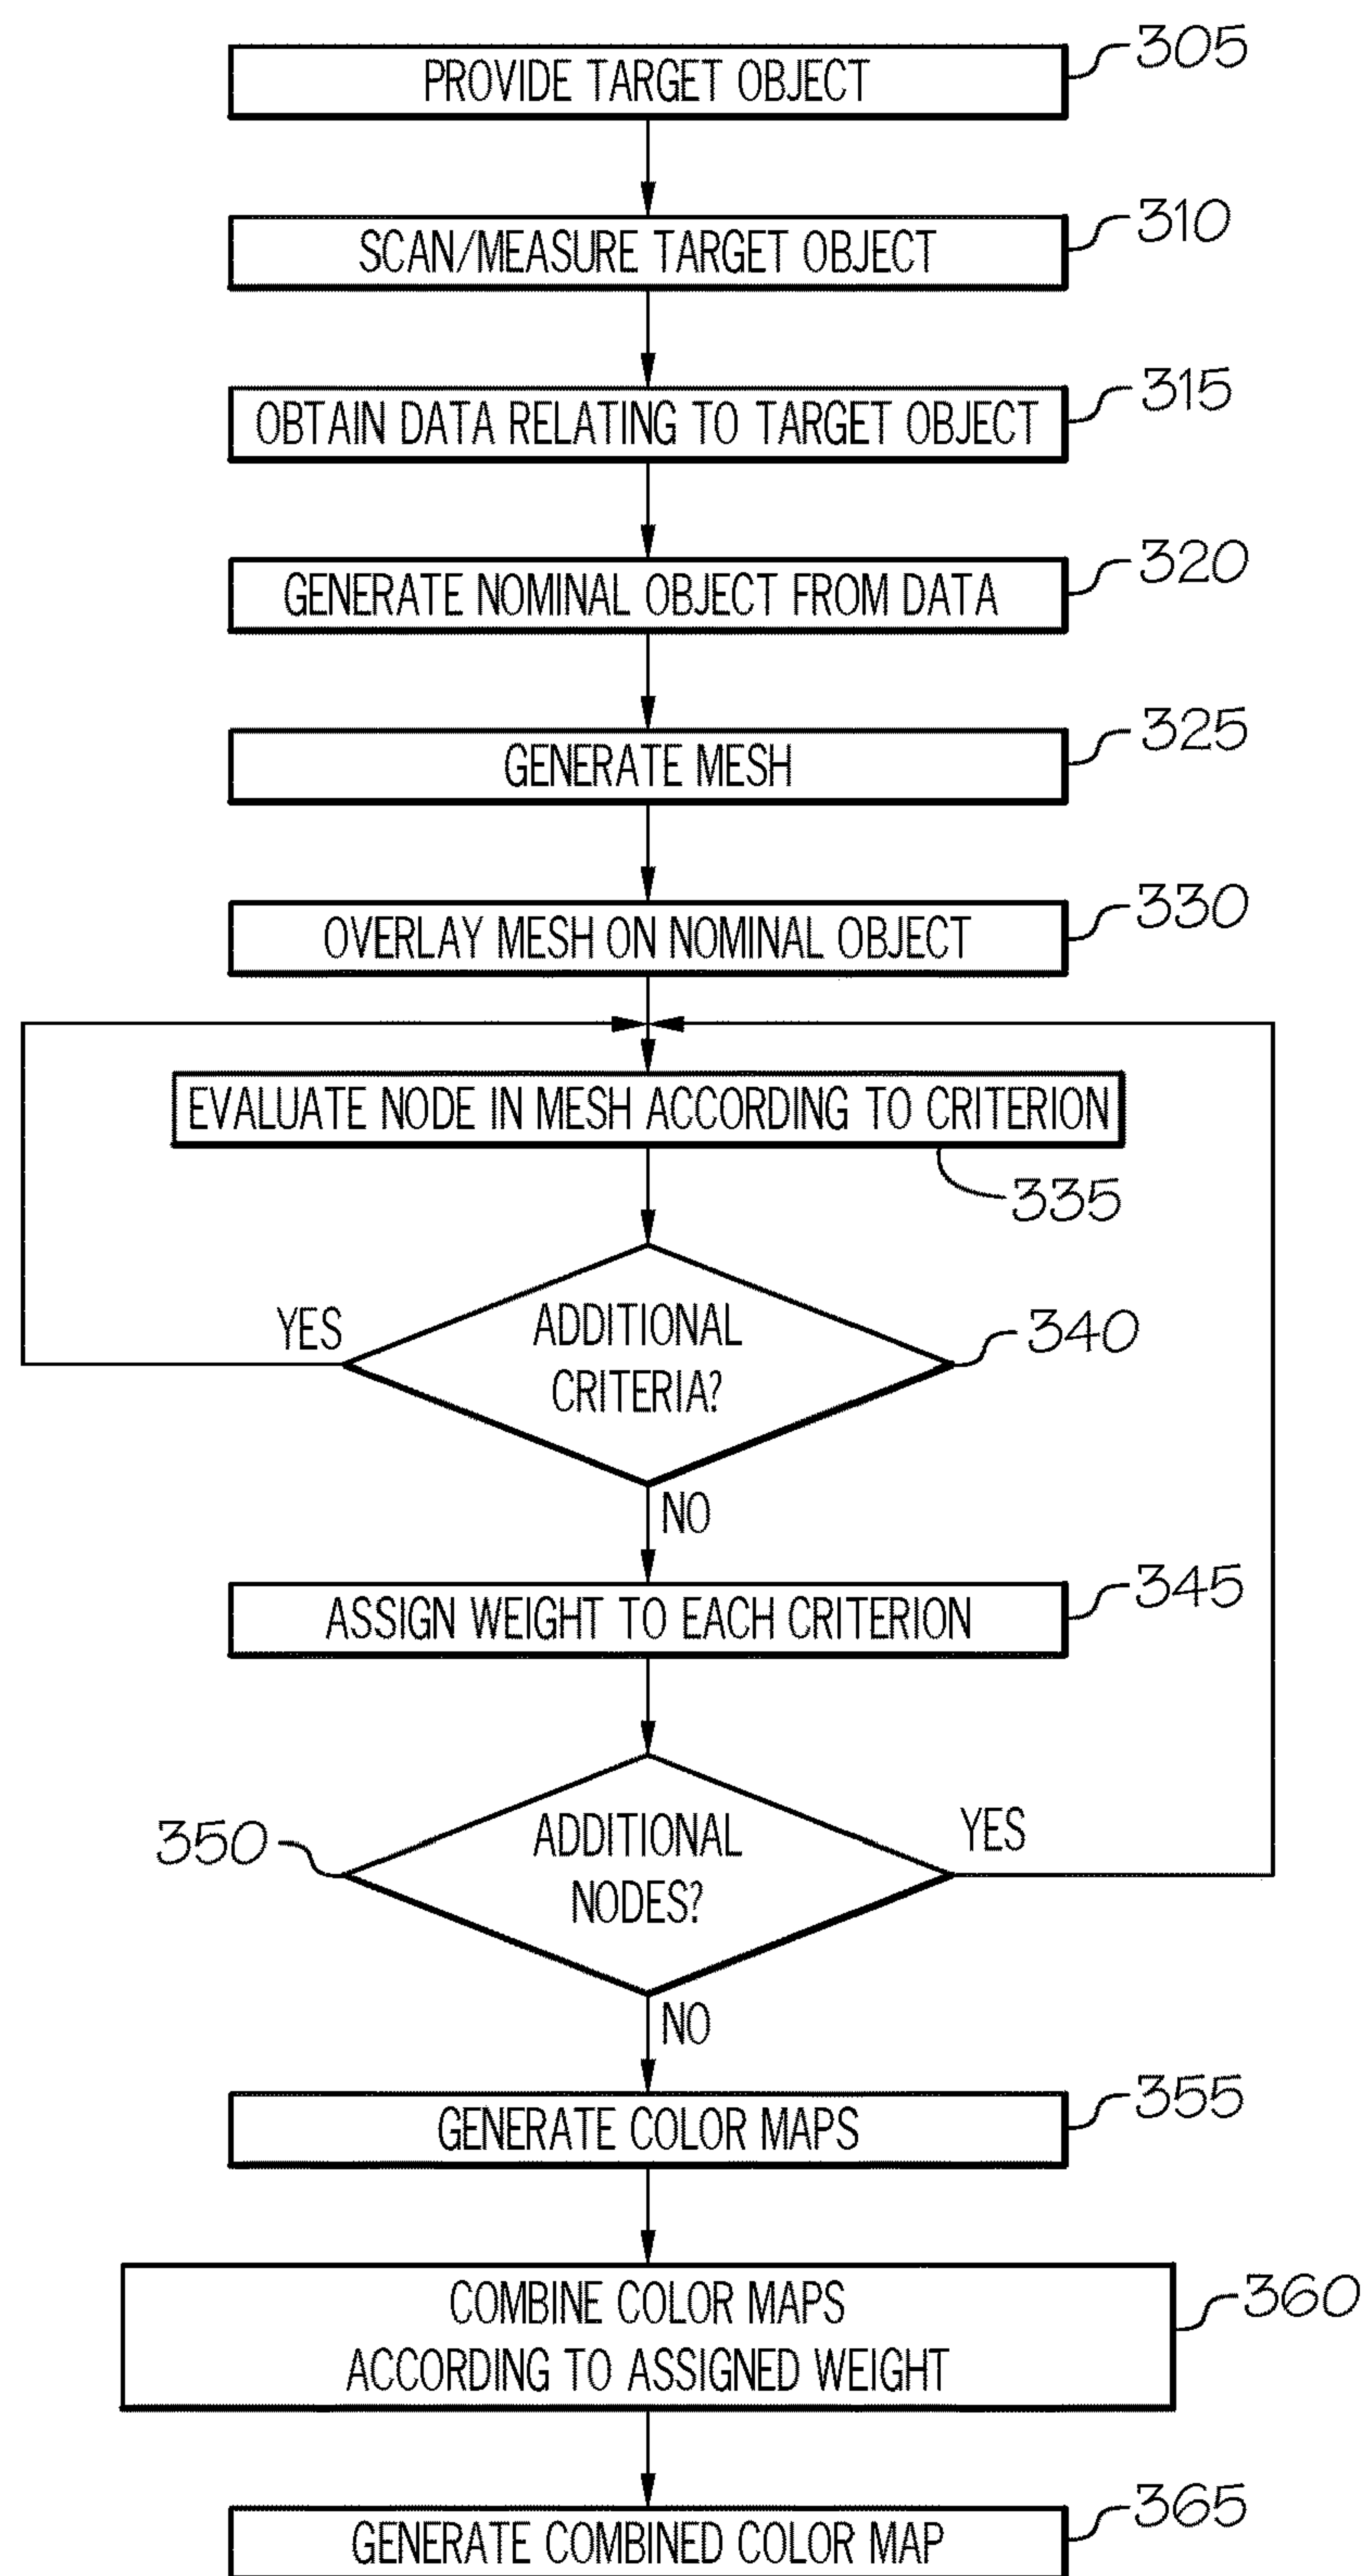 PROVIDE TARGET OBJECT
305
SCAN/MEASURE TARGET OBJECT
310
OBTAIN DATA RELATING TO TARGET OBJECT
315
GENERATE NOMINAL OBJECT FROM DATA
320
GENERATE MESH
325
OVERLAY MESH ON NOMINAL OBJECT
330
EVALUATE NODE IN MESH ACCORDING TO CRITERION
335
YES
ADDITIONAL
CRITERIA?
340
NO
ASSIGN WEIGHT TO EACH CRITERION
345
350
ADDITIONAL
NODES?
YES
NO
GENERATE COLOR MAPS
355
COMBINE COLOR MAPS
ACCORDING TO ASSIGNED WEIGHT
360
GENERATE COMBINED COLOR MAP
365